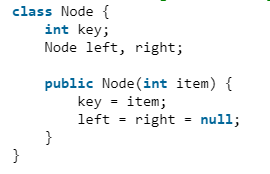 class Node {
    int key;
    Node left, right;

    public Node(int item) {
        key = item;
        left = right = null;
    }
}